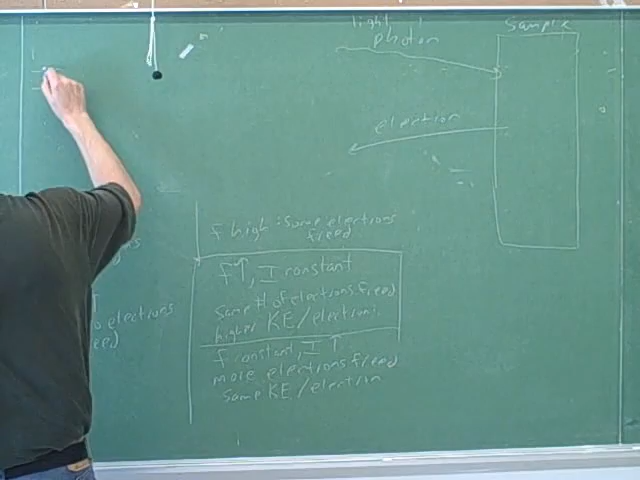 light
photon
Sample
electron
f high: some electrons
freed
f↑, I constant
Same # of electrons freed
higher KE/electron.
f constant, I ↑
more electrons freed
Same KE/electron
electrons